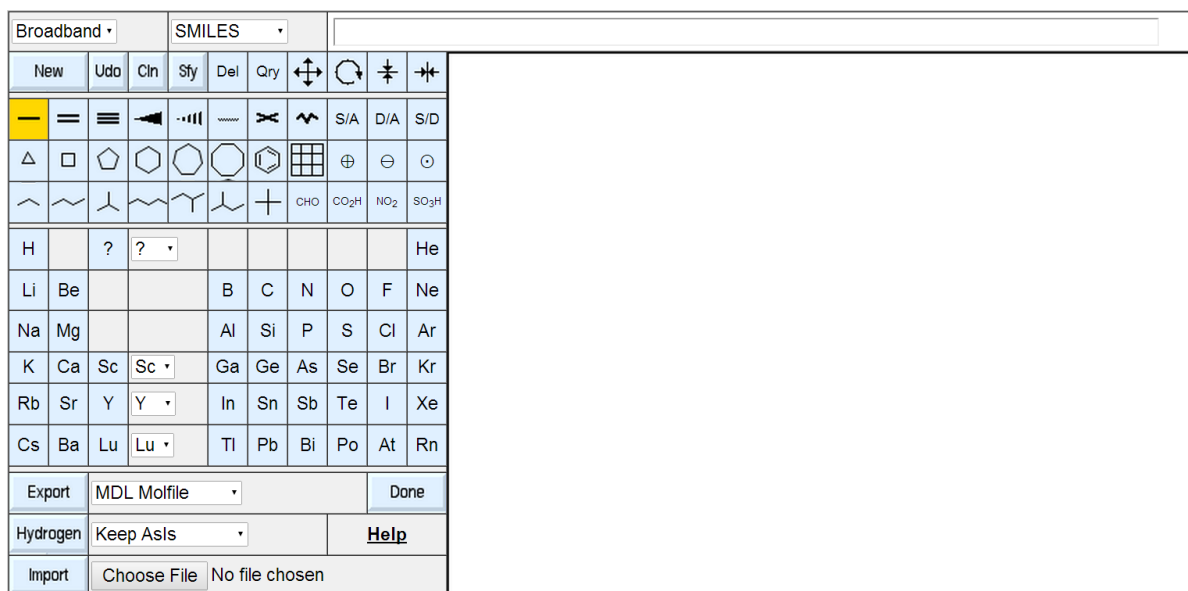 Broadband SMILES
New Udo Cln Sfy Del Qry
S/A D/A S/D
CHO CO₂H NO₂ SO₃H
H ? ? He
Li Be B C N O F Ne
Na Mg Al Si P S Cl Ar
K Ca Sc Sc Ga Ge As Se Br Kr
Rb Sr Y Y In Sn Sb Te I Xe
Cs Ba Lu Lu Tl Pb Bi Po At Rn
Export MDL Molfile Done
Hydrogen Keep AsIs Help
Import Choose File No file chosen